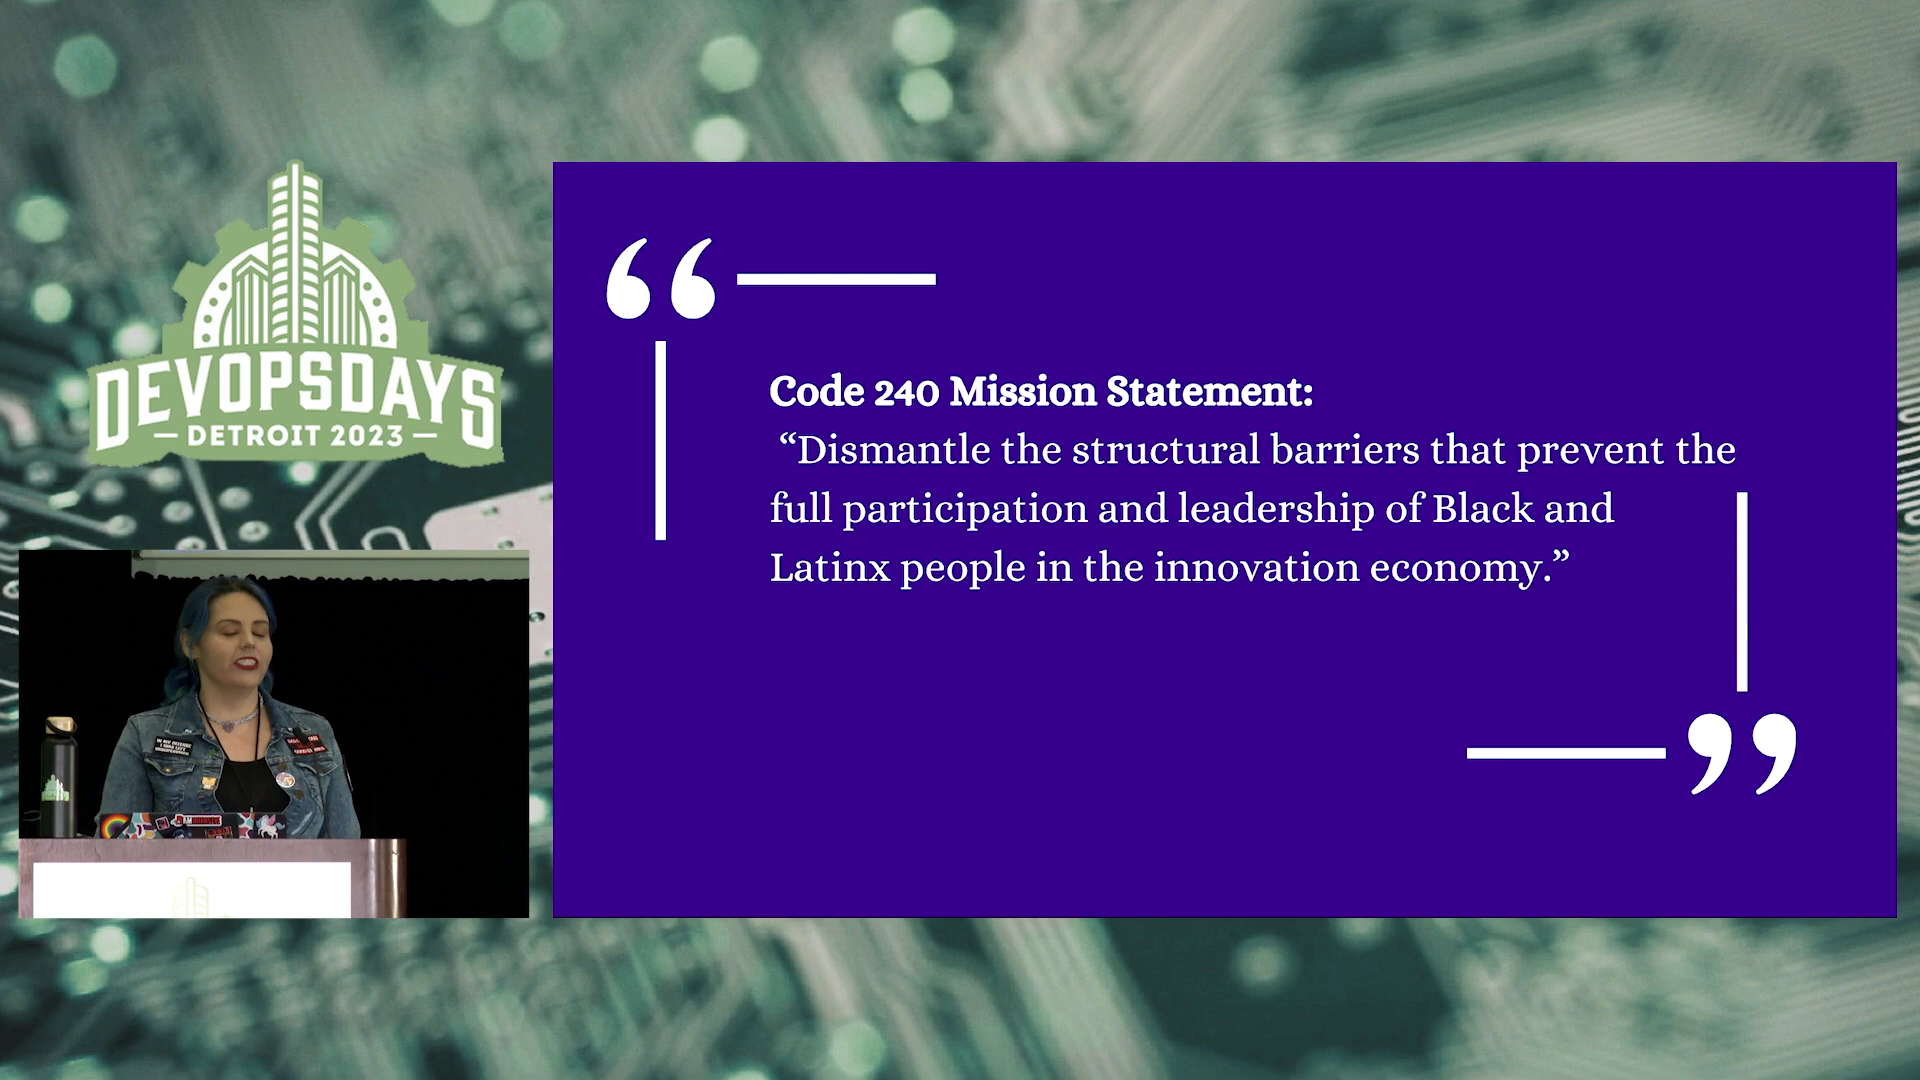 DEVOPSDAYS
DETROIT 2023
Code 240 Mission Statement:
“Dismantle the structural barriers that prevent the
full participation and leadership of Black and
Latinx people in the innovation economy.”